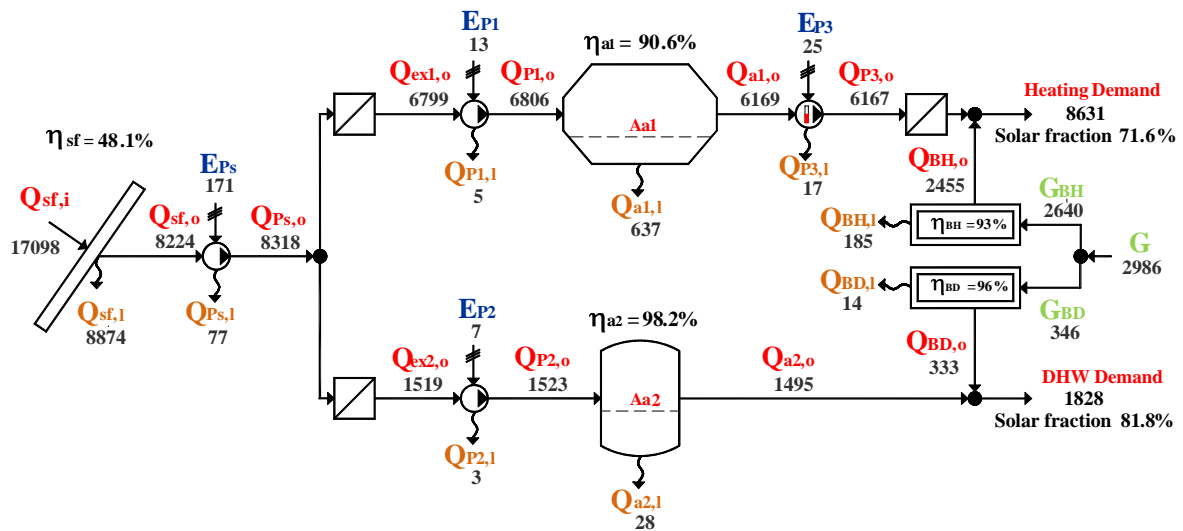 E_P1
13
η_a1 = 90.6%
E_P3
25
Q_ex1,o
6799
Q_P1,o
6806
Q_a1,o
6169
Q_P3,o
6167
Heating Demand
8631
Solar fraction 71.6%
Aa1
η_sf = 48.1%
E_Ps
171
Q_P1,l
5
Q_a1,l
637
Q_P3,l
17
Q_BH,o
2455
G_BH
2640
Q_sf,i
17098
Q_sf,o
8224
Q_Ps,o
8318
Q_BH,l
185
η_BH = 93%
G
2986
Q_sf,l
8874
Q_Ps,l
77
Q_BD,l
14
η_BD = 96%
G_BD
346
E_P2
7
η_a2 = 98.2%
Q_ex2,o
1519
Q_P2,o
1523
Q_a2,o
1495
Q_BD,o
333
DHW Demand
1828
Solar fraction 81.8%
Aa2
Q_P2,l
3
Q_a2,l
28